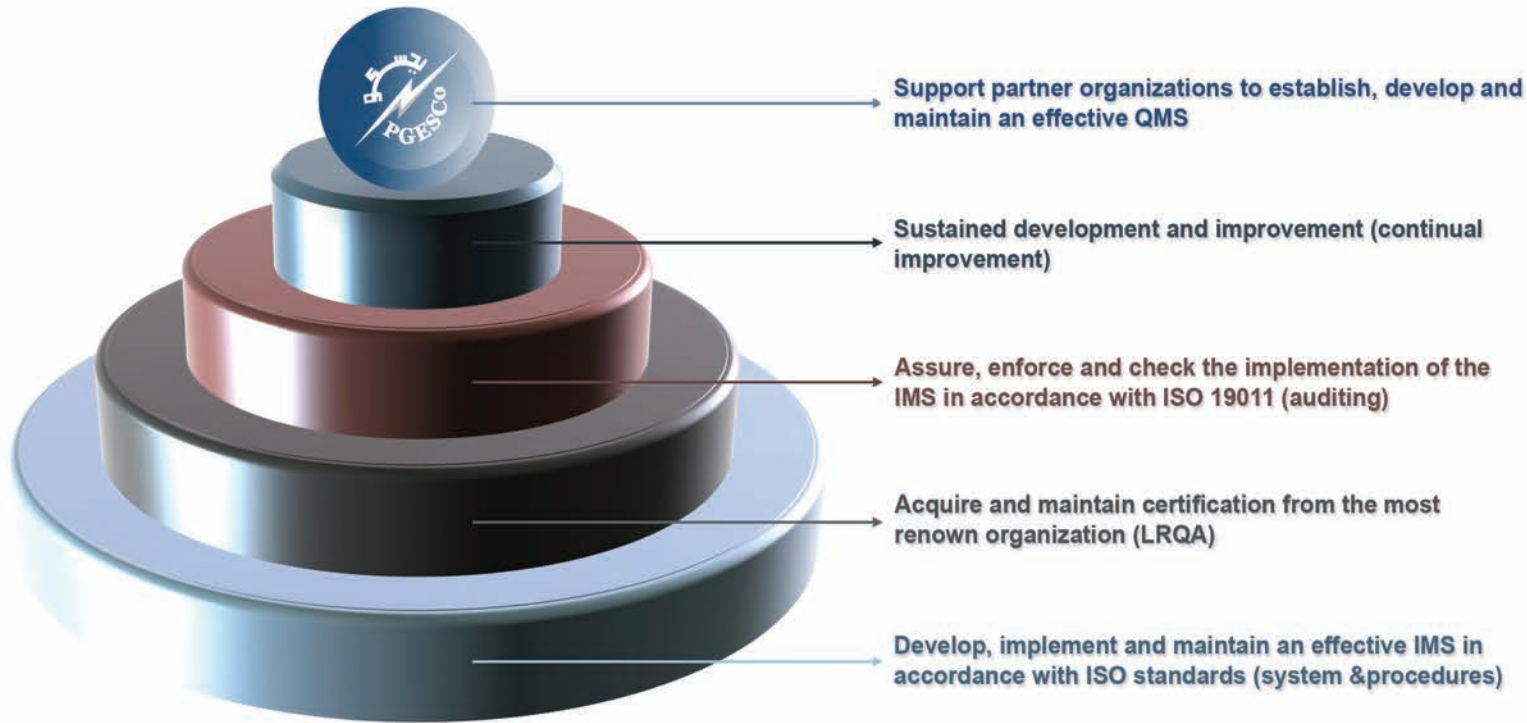 بجسكو
PGESCo
Support partner organizations to establish, develop and
maintain an effective QMS
Sustained development and improvement (continual
improvement)
Assure, enforce and check the implementation of the
IMS in accordance with ISO 19011 (auditing)
Acquire and maintain certification from the most
renown organization (LRQA)
Develop, implement and maintain an effective IMS in
accordance with ISO standards (system &procedures)